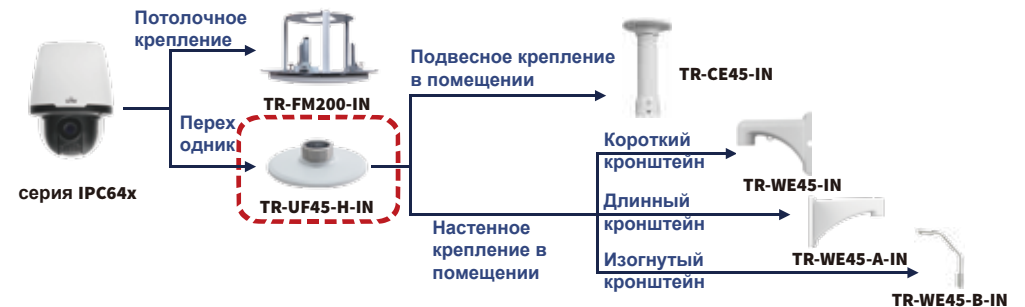 Потолочное
крепление
TR-FM200-IN
Подвесное крепление
в помещении
TR-CE45-IN
Перех
одник
TR-UF45-H-IN
серия IPC64x
Короткий
кронштейн
TR-WE45-IN
Настенное
крепление в
помещении
Длинный
кронштейн
TR-WE45-A-IN
Изогнутый
кронштейн
TR-WE45-B-IN